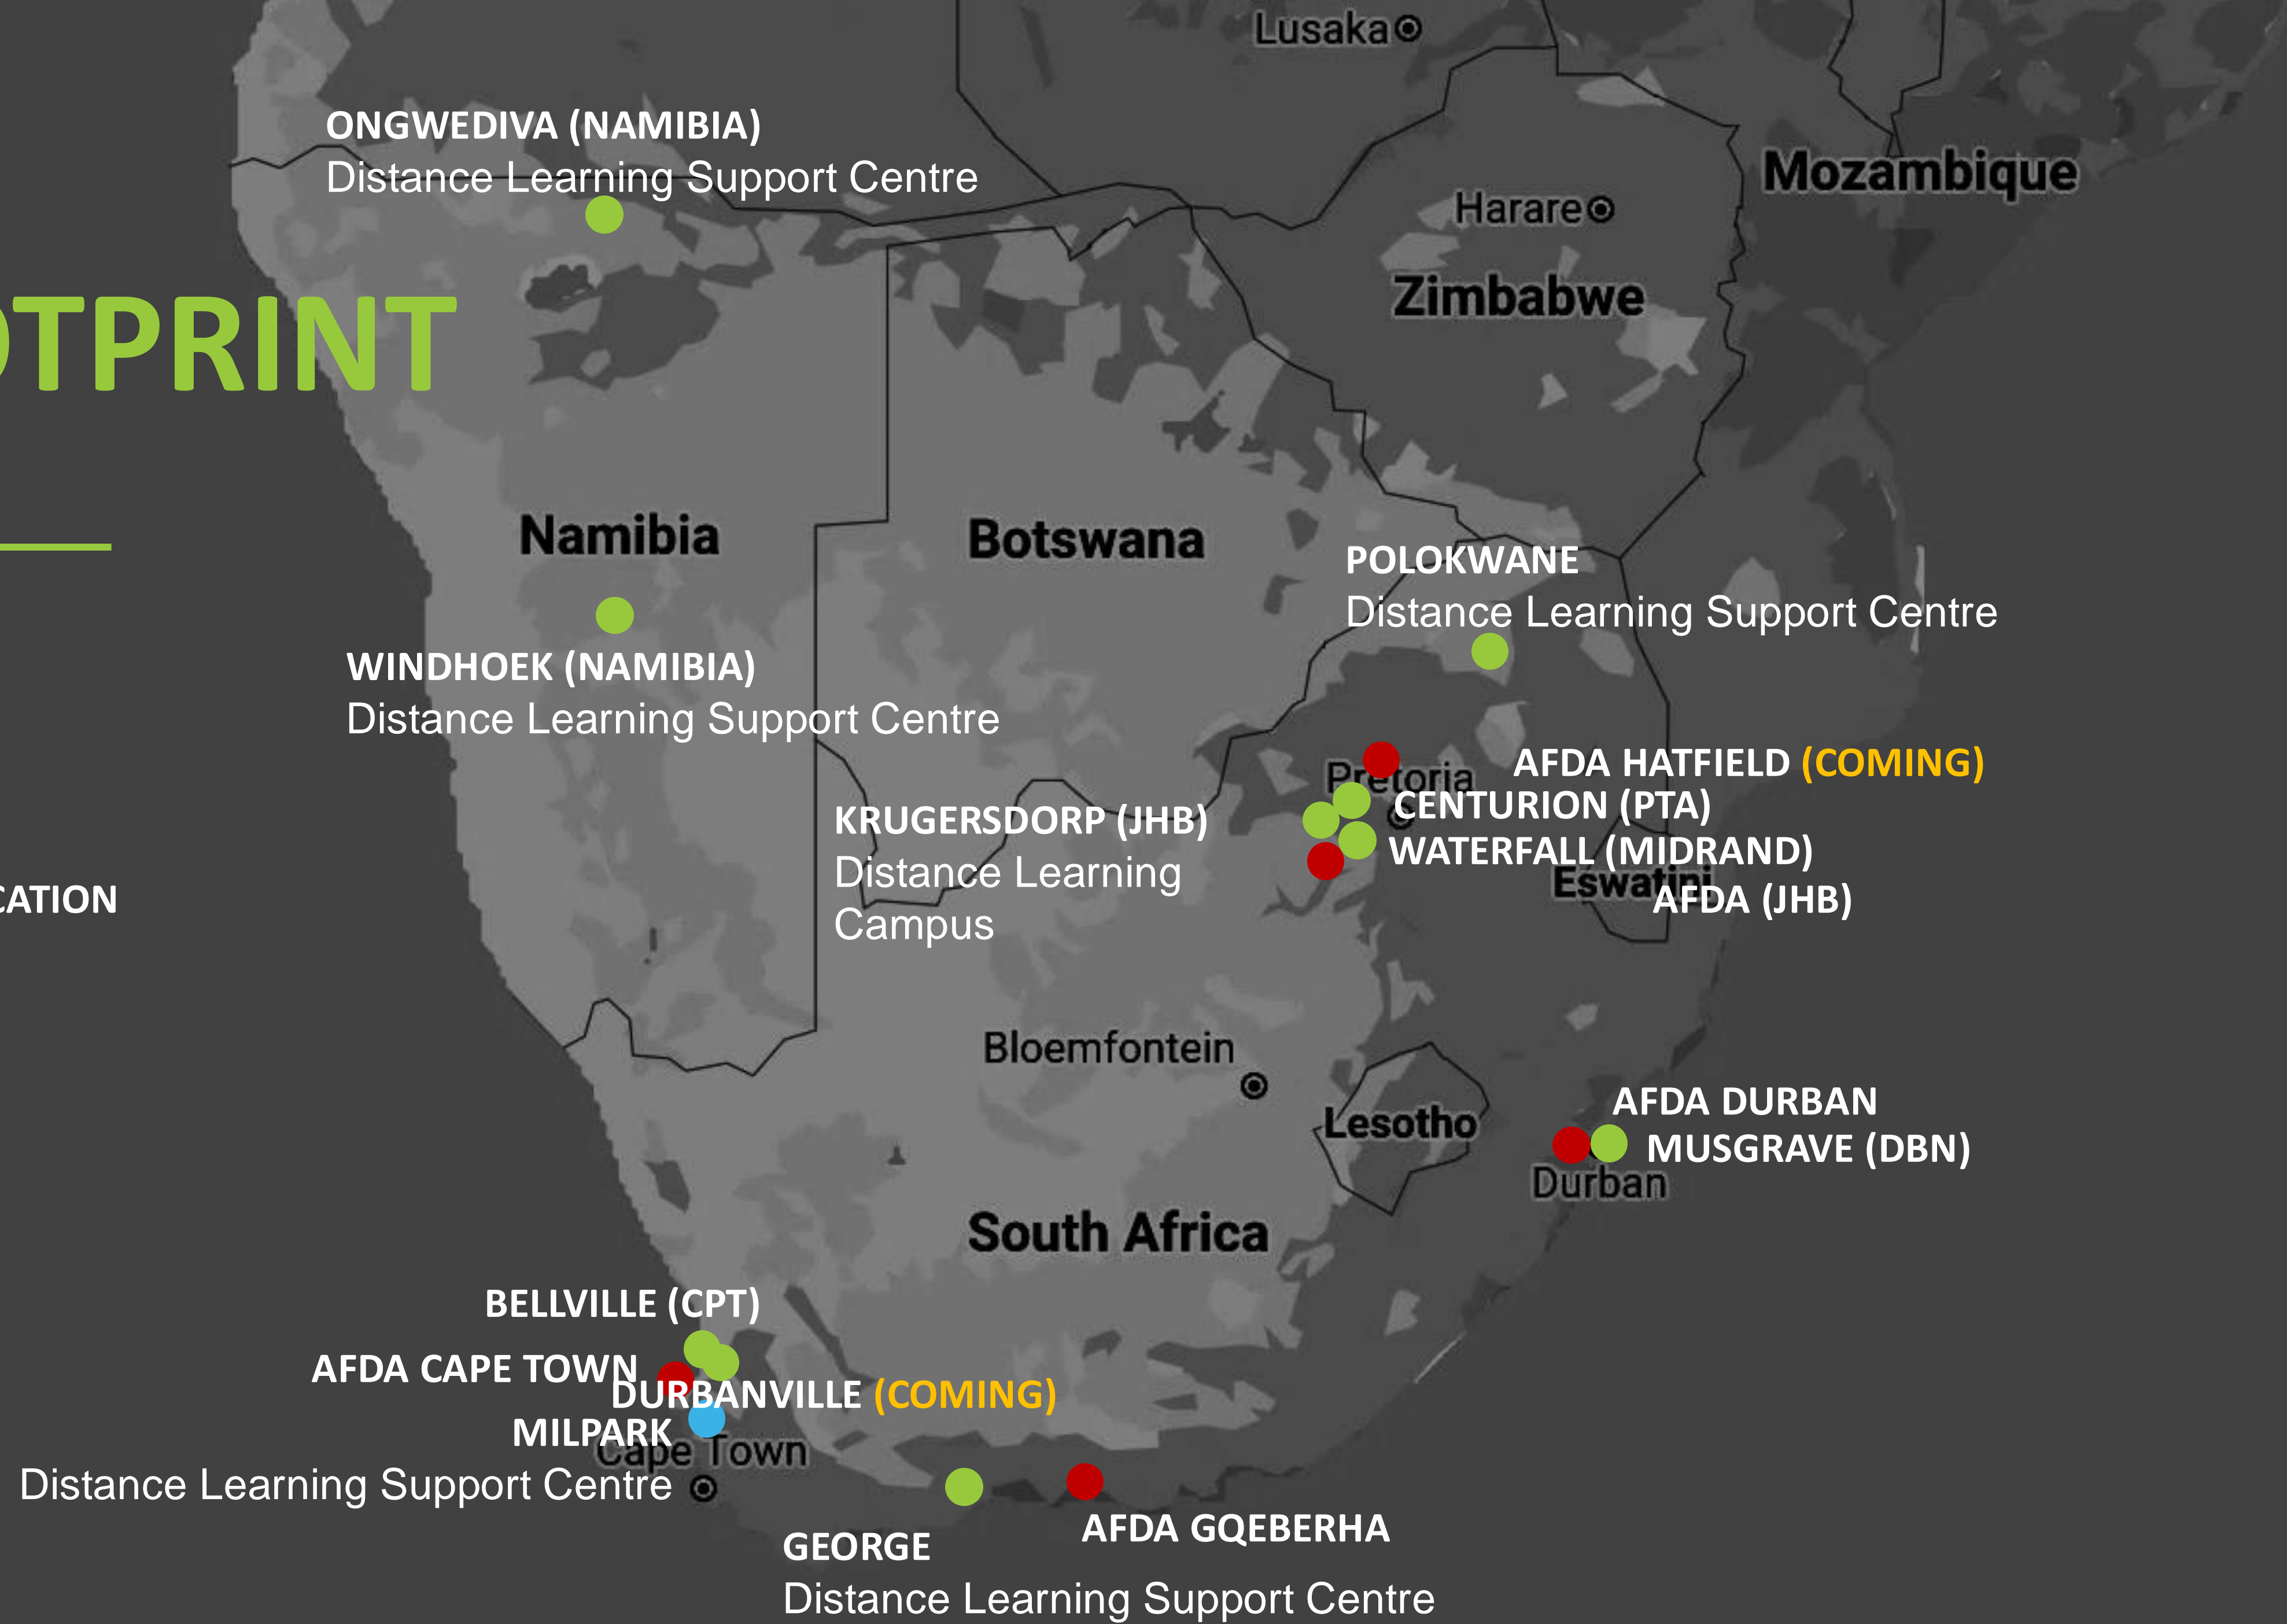 Lusaka
ONGWEDIVA (NAMIBIA)
Distance Learning Support Centre
Mozambique
Harare
Zimbabwe
OTPRINT
Namibia
Botswana
POLOKWANE
Distance Learning Support Centre
WINDHOEK (NAMIBIA)
Distance Learning Support Centre
AFDA HATFIELD (COMING)
Pretoria
CENTURION (PTA)
KRUGERSDORP (JHB)
Distance Learning
Campus
WATERFALL (MIDRAND)
Eswatini
AFDA (JHB)
CATION
Bloemfontein
Lesotho
AFDA DURBAN
MUSGRAVE (DBN)
Durban
South Africa
BELLVILLE (CPT)
AFDA CAPE TOWN
DURBANVILLE (COMING)
MILPARK
Cape Town
Distance Learning Support Centre
AFDA GQEBERHA
GEORGE
Distance Learning Support Centre